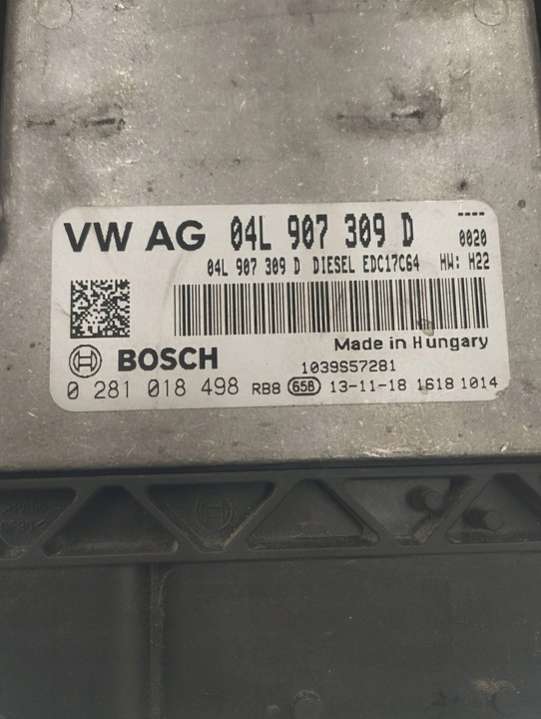 ----
VW AG 04L 907 309 D 0020
04L 907 309 D DIESEL EDC17C64 HW: H22
Made in Hungary
BOSCH 1039S57281
0 281 018 498 RB8 658 13-11-18 1618 1014